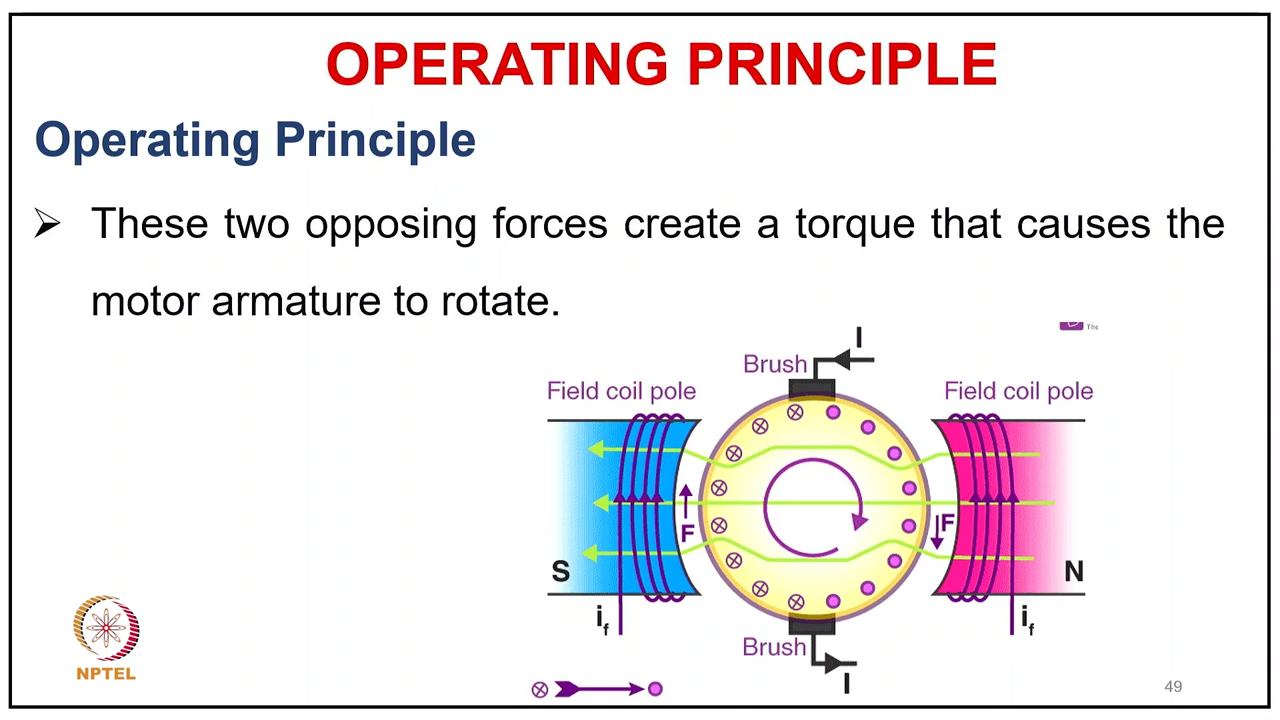 OPERATING PRINCIPLE
Operating Principle
These two opposing forces create a torque that causes the
motor armature to rotate.
The
I
Brush
Field coil pole
Field coil pole
F
F
S
N
if
if
Brush
I
NPTEL
49